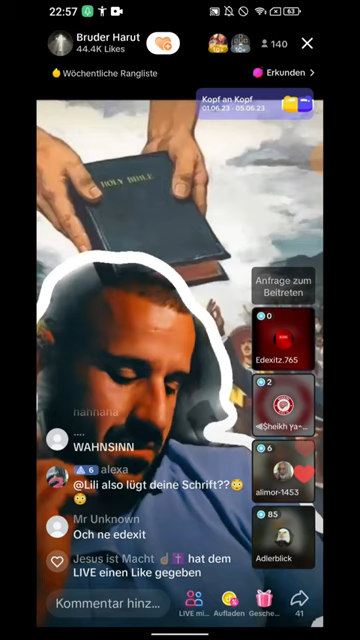 22:57
63
Bruder Harut
44.4K Likes
10+
10+
140
Wöchentliche Rangliste
Erkunden
Kopf an Kopf
01.06.23 - 05.06.23
HOLY BIBLE
Anfrage zum
Beitreten
0
Edexitz.765
2
6
alimor-1453
85
Adlerblick
hahhaha
....
WAHNSINN
6 alexa
@Lili also lügt deine Schrift??😳
😳
Mr Unknown
Och ne edexit
Jesus ist Macht ☝🏽✝️ hat dem
LIVE einen Like gegeben
Kommentar hinz...
LIVE mi...
Aufladen
Gesche...
41